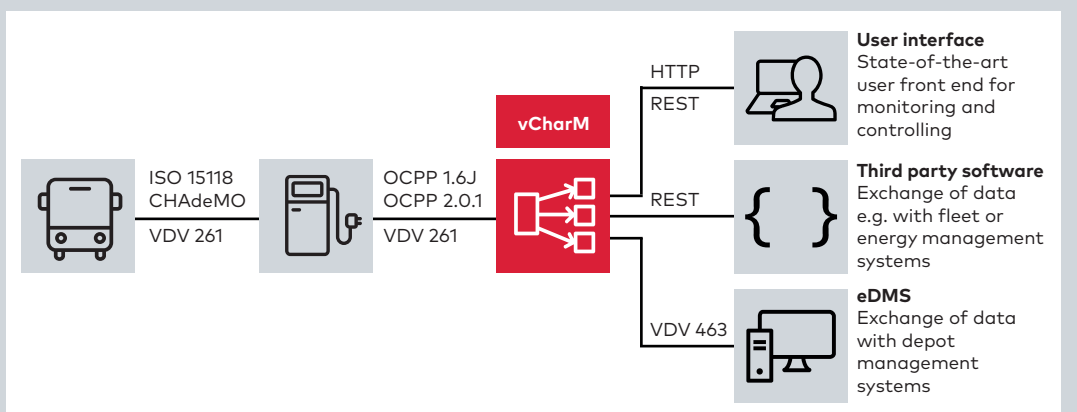 ISO 15118
CHAdeMO
VDV 261
OCPP 1.6J
OCPP 2.0.1
VDV 261
vCharM
HTTP
REST
REST
VDV 463
User interface
State-of-the-art
user front end for
monitoring and
controlling
Third party software
Exchange of data
e.g. with fleet or
energy management
systems
eDMS
Exchange of data
with depot
management
systems